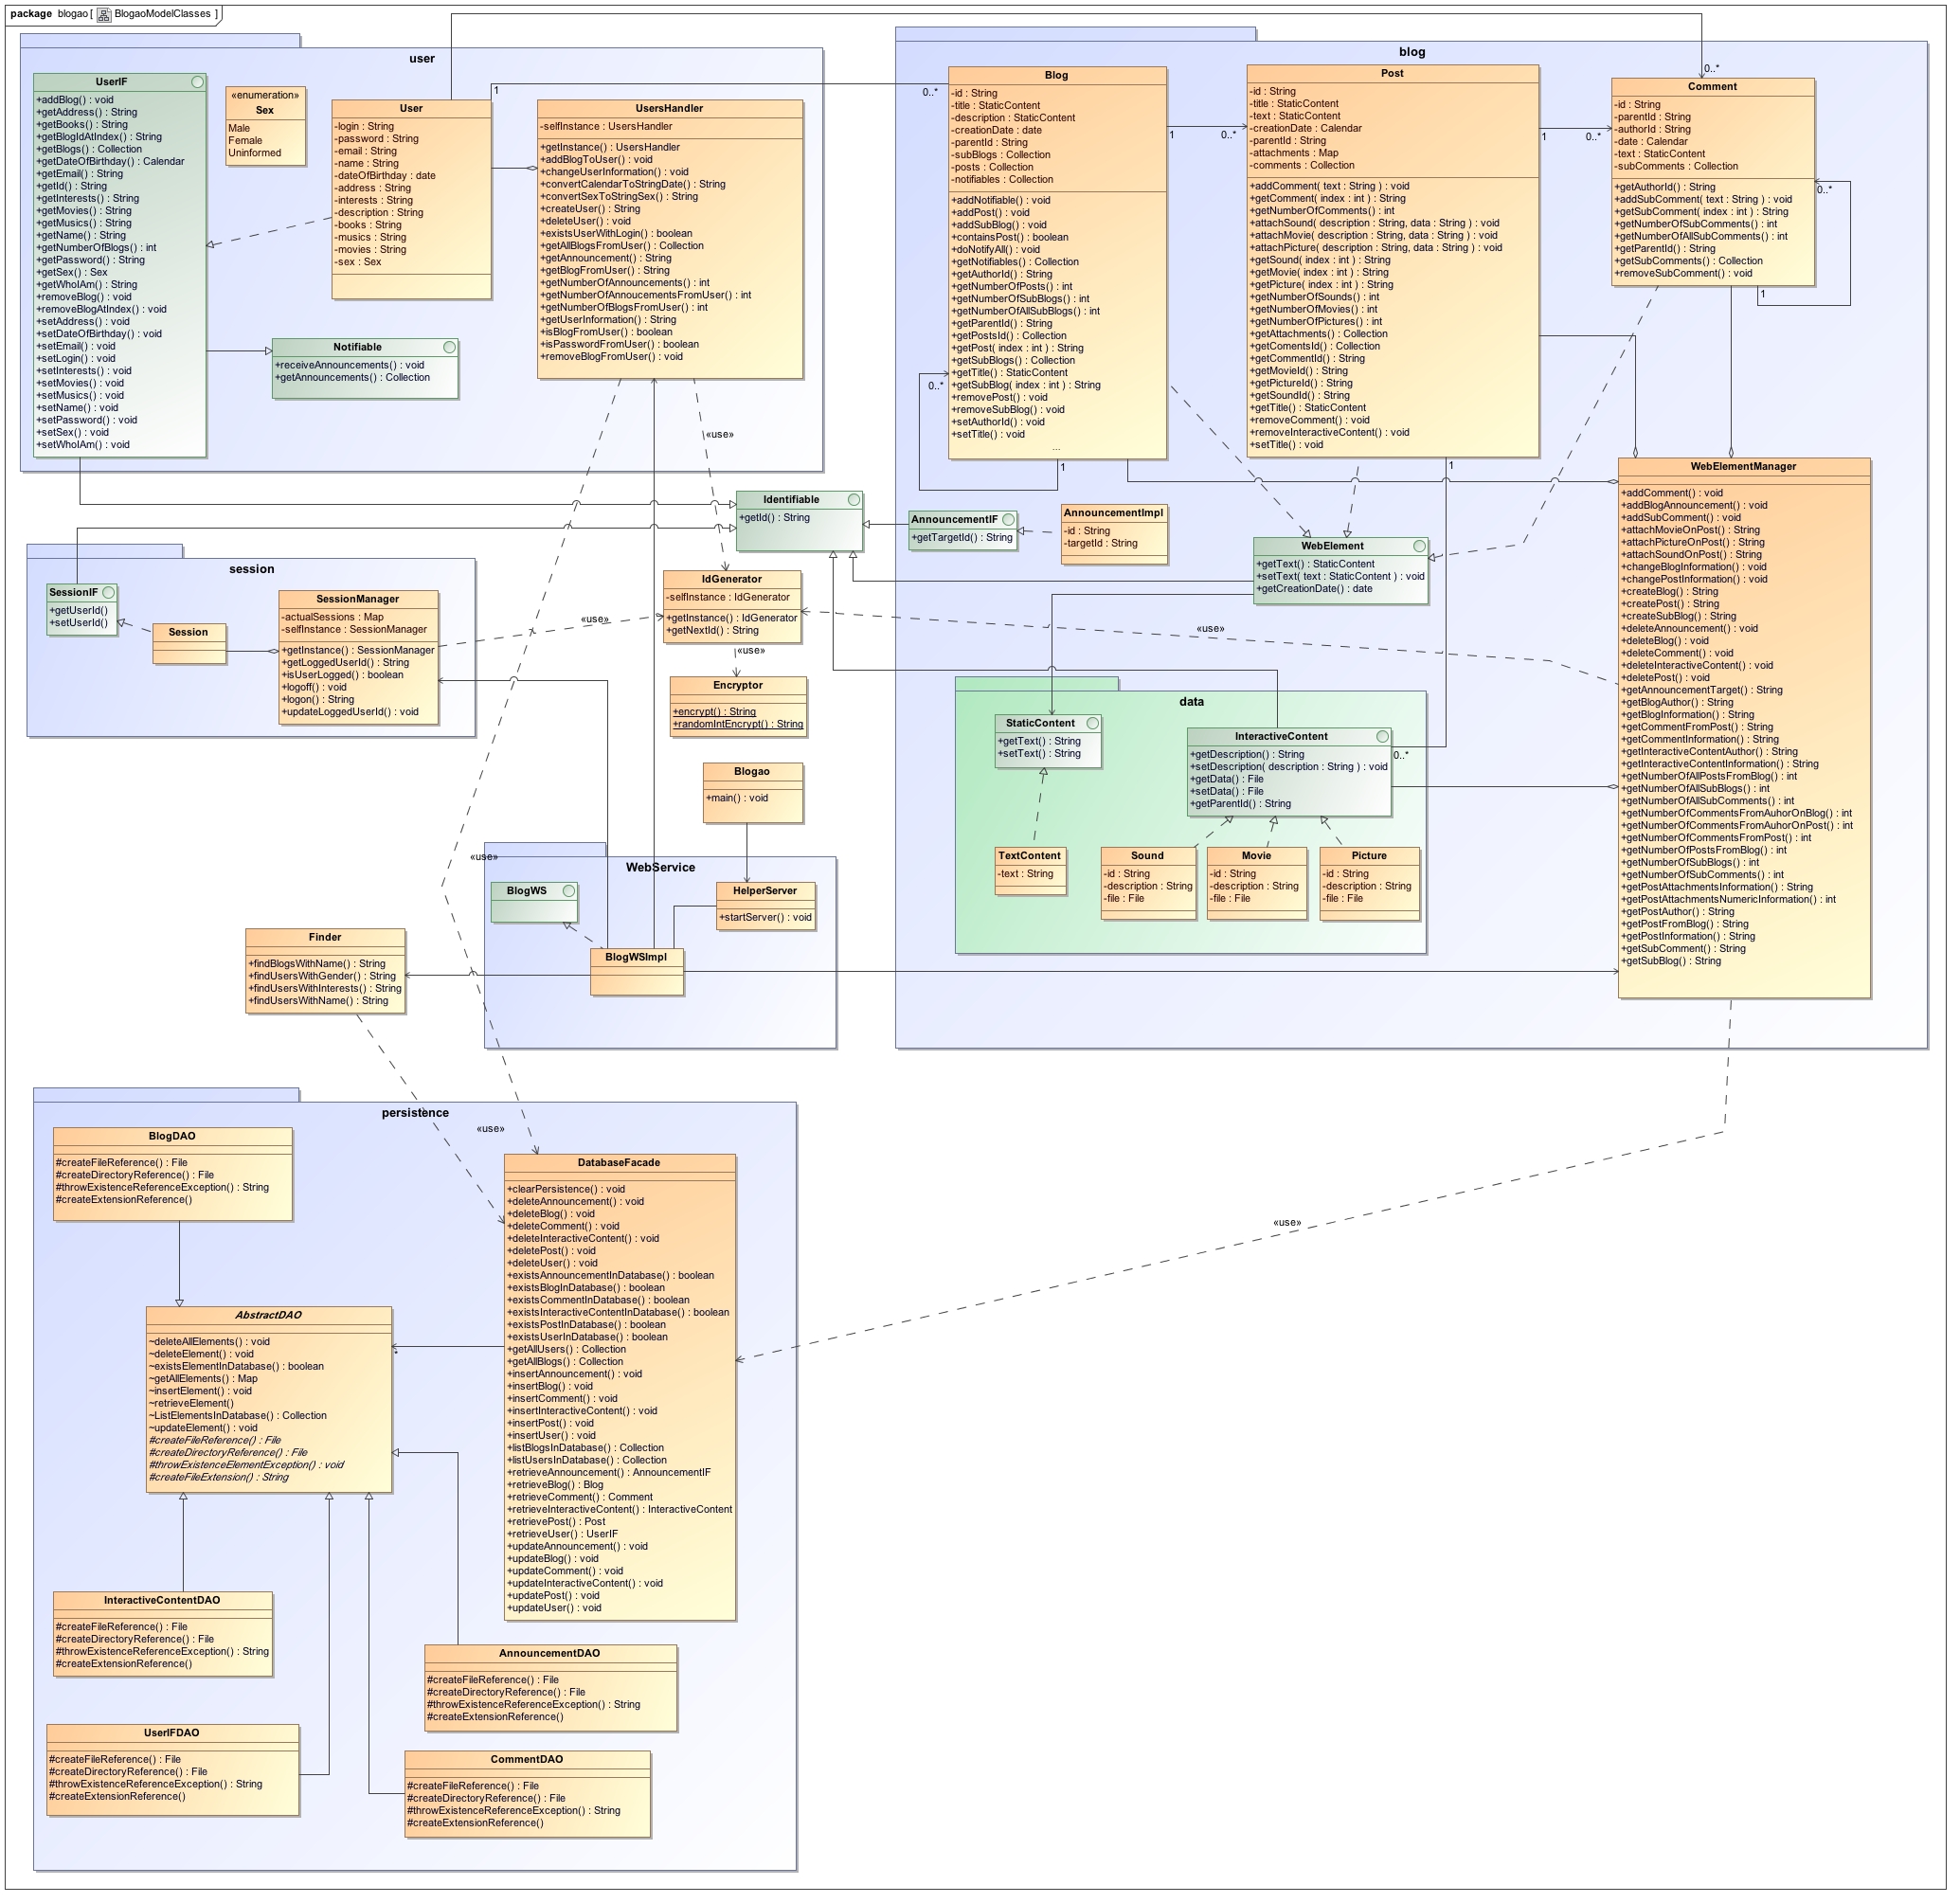 package blogao [ BlogaoModelClasses ]
user
UserIF
+addBlog() : void
+getAddress() : String
+getBooks() : String
+getBlogIdAtIndex() : String
+getBlogs() : Collection
+getDateOfBirthday() : Calendar
+getEmail() : String
+getId() : String
+getInterests() : String
+getMovies() : String
+getMusics() : String
+getName() : String
+getNumberOfBlogs() : int
+getPassword() : String
+getSex() : Sex
+getWhoIAm() : String
+removeBlog() : void
+removeBlogAtIndex() : void
+setAddress() : void
+setDateOfBirthday() : void
+setEmail() : void
+setLogin() : void
+setInterests() : void
+setMovies() : void
+setMusics() : void
+setName() : void
+setPassword() : void
+setSex() : void
+setWhoIAm() : void
«enumeration»
Sex
Male
Female
Uninformed
User
-login : String
-password : String
-email : String
-name : String
-dateOfBirthday : date
-address : String
-interests : String
-description : String
-books : String
-musics : String
-movies : String
-sex : Sex
1
UsersHandler
-selfInstance : UsersHandler
+getInstance() : UsersHandler
+addBlogToUser() : void
+changeUserInformation() : void
+convertCalendarToStringDate() : String
+convertSexToStringSex() : String
+createUser() : String
+deleteUser() : void
+existsUserWithLogin() : boolean
+getAllBlogsFromUser() : Collection
+getAnnouncement() : String
+getBlogFromUser() : String
+getNumberOfAnnouncements() : int
+getNumberOfAnnoucementsFromUser() : int
+getNumberOfBlogsFromUser() : int
+getUserInformation() : String
+isBlogFromUser() : boolean
+isPasswordFromUser() : boolean
+removeBlogFromUser() : void
Notifiable
+receiveAnnouncements() : void
+getAnnouncements() : Collection
«use»
blog
0..*
Blog
-id : String
-title : StaticContent
-description : StaticContent
-creationDate : date
-parentId : String
-subBlogs : Collection
-posts : Collection
-notifiables : Collection
+addNotifiable() : void
+addPost() : void
+addSubBlog() : void
+containsPost() : boolean
+doNotifyAll() : void
+getNotifiables() : Collection
+getAuthorId() : String
+getNumberOfPosts() : int
+getNumberOfSubBlogs() : int
+getNumberOfAllSubBlogs() : int
+getParentId() : String
+getPostsId() : Collection
+getPost( index : int ) : String
+getSubBlogs() : Collection
+getTitle() : StaticContent
+getSubBlog( index : int ) : String
+removePost() : void
+removeSubBlog() : void
+setAuthorId() : void
+setTitle() : void
...
0..*
1
1
0..*
Post
-id : String
-title : StaticContent
-text : StaticContent
-creationDate : Calendar
-parentId : String
-attachments : Map
-comments : Collection
+addComment( text : String ) : void
+getComment( index : int ) : String
+getNumberOfComments() : int
+attachSound( description : String, data : String ) : void
+attachMovie( description : String, data : String ) : void
+attachPicture( description : String, data : String ) : void
+getSound( index : int ) : String
+getMovie( index : int ) : String
+getPicture( index : int ) : String
+getNumberOfSounds() : int
+getNumberOfMovies() : int
+getNumberOfPictures() : int
+getAttachments() : Collection
+getComentsId() : Collection
+getCommentId() : String
+getMovieId() : String
+getPictureId() : String
+getSoundId() : String
+getTitle() : StaticContent
+removeComment() : void
+removeInteractiveContent() : void
+setTitle() : void
1
1
0..*
0..*
Comment
-id : String
-parentId : String
-authorId : String
-date : Calendar
-text : StaticContent
-subComments : Collection
+getAuthorId() : String
+addSubComment( text : String ) : void
+getSubComment( index : int ) : String
+getNumberOfSubComments() : int
+getNumberOfAllSubComments() : int
+getParentId() : String
+getSubComments() : Collection
+removeSubComment() : void
0..*
1
WebElementManager
+addComment() : void
+addBlogAnnouncement() : void
+addSubComment() : void
+attachMovieOnPost() : String
+attachPictureOnPost() : String
+attachSoundOnPost() : String
+changeBlogInformation() : void
+changePostInformation() : void
+createBlog() : String
+createPost() : String
+createSubBlog() : String
+deleteAnnouncement() : void
+deleteBlog() : void
+deleteComment() : void
+deleteInteractiveContent() : void
+deletePost() : void
+getAnnouncementTarget() : String
+getBlogAuthor() : String
+getBlogInformation() : String
+getCommentFromPost() : String
+getCommentInformation() : String
+getInteractiveContentAuthor() : String
+getInteractiveContentInformation() : String
+getNumberOfAllPostsFromBlog() : int
+getNumberOfAllSubBlogs() : int
+getNumberOfAllSubComments() : int
+getNumberOfCommentsFromAuhorOnBlog() : int
+getNumberOfCommentsFromAuhorOnPost() : int
+getNumberOfCommentsFromPost() : int
+getNumberOfPostsFromBlog() : int
+getNumberOfSubBlogs() : int
+getNumberOfSubComments() : int
+getPostAttachmentsInformation() : String
+getPostAttachmentsNumericInformation() : int
+getPostAuthor() : String
+getPostFromBlog() : String
+getPostInformation() : String
+getSubComment() : String
+getSubBlog() : String
Identifiable
+getId() : String
AnnouncementIF
+getTargetId() : String
AnnouncementImpl
-id : String
-targetId : String
WebElement
+getText() : StaticContent
+setText( text : StaticContent ) : void
+getCreationDate() : date
«use»
session
SessionIF
+getUserId()
+setUserId()
Session
SessionManager
-actualSessions : Map
-selfInstance : SessionManager
+getInstance() : SessionManager
+getLoggedUserId() : String
+isUserLogged() : boolean
+logoff() : void
+logon() : String
+updateLoggedUserId() : void
«use»
IdGenerator
-selfInstance : IdGenerator
+getInstance() : IdGenerator
+getNextId() : String
«use»
Encryptor
+encrypt() : String
+randomIntEncrypt() : String
Blogao
+main() : void
data
StaticContent
+getText() : String
+setText() : String
InteractiveContent
+getDescription() : String
+setDescription( description : String ) : void
+getData() : File
+setData() : File
+getParentId() : String
0..*
TextContent
-text : String
Sound
-id : String
-description : String
-file : File
Movie
-id : String
-description : String
-file : File
Picture
-id : String
-description : String
-file : File
«use»
WebService
BlogWS
HelperServer
+startServer() : void
BlogWSImpl
Finder
+findBlogsWithName() : String
+findUsersWithGender() : String
+findUsersWithInterests() : String
+findUsersWithName() : String
persistence
«use»
BlogDAO
#createFileReference() : File
#createDirectoryReference() : File
#throwExistenceReferenceException() : String
#createExtensionReference()
DatabaseFacade
+clearPersistence() : void
+deleteAnnouncement() : void
+deleteBlog() : void
+deleteComment() : void
+deleteInteractiveContent() : void
+deletePost() : void
+deleteUser() : void
+existsAnnouncementInDatabase() : boolean
+existsBlogInDatabase() : boolean
+existsCommentInDatabase() : boolean
+existsInteractiveContentInDatabase() : boolean
+existsPostInDatabase() : boolean
+existsUserInDatabase() : boolean
+getAllUsers() : Collection
+getAllBlogs() : Collection
+insertAnnouncement() : void
+insertBlog() : void
+insertComment() : void
+insertInteractiveContent() : void
+insertPost() : void
+insertUser() : void
+listBlogsInDatabase() : Collection
+listUsersInDatabase() : Collection
+retrieveAnnouncement() : AnnouncementIF
+retrieveBlog() : Blog
+retrieveComment() : Comment
+retrieveInteractiveContent() : InteractiveContent
+retrievePost() : Post
+retrieveUser() : UserIF
+updateAnnouncement() : void
+updateBlog() : void
+updateComment() : void
+updateInteractiveContent() : void
+updatePost() : void
+updateUser() : void
«use»
AbstractDAO
~deleteAllElements() : void
~deleteElement() : void
~existsElementInDatabase() : boolean
~getAllElements() : Map
~insertElement() : void
~retrieveElement()
~ListElementsInDatabase() : Collection
~updateElement() : void
#createFileReference() : File
#createDirectoryReference() : File
#throwExistenceElementException() : void
#createFileExtension() : String
*
InteractiveContentDAO
#createFileReference() : File
#createDirectoryReference() : File
#throwExistenceReferenceException() : String
#createExtensionReference()
AnnouncementDAO
#createFileReference() : File
#createDirectoryReference() : File
#throwExistenceReferenceException() : String
#createExtensionReference()
UserIFDAO
#createFileReference() : File
#createDirectoryReference() : File
#throwExistenceReferenceException() : String
#createExtensionReference()
CommentDAO
#createFileReference() : File
#createDirectoryReference() : File
#throwExistenceReferenceException() : String
#createExtensionReference()